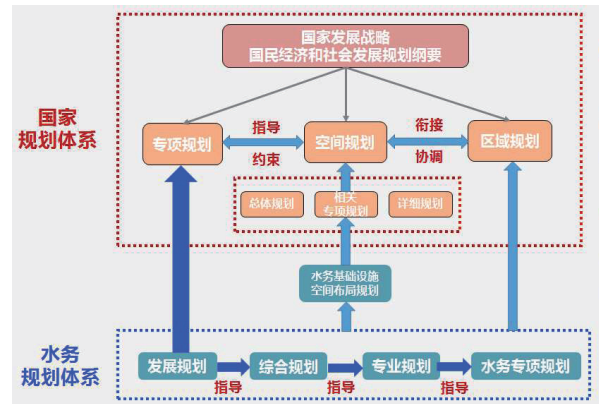 国家发展战略
国民经济和社会发展规划纲要
国家
规划体系
专项规划
指导
约束
空间规划
衔接
协调
区域规划
总体规划
相关
专项规划
详细规划
水务基础设施
空间布局规划
水务
规划体系
发展规划
指导
综合规划
指导
专业规划
指导
水务专项规划